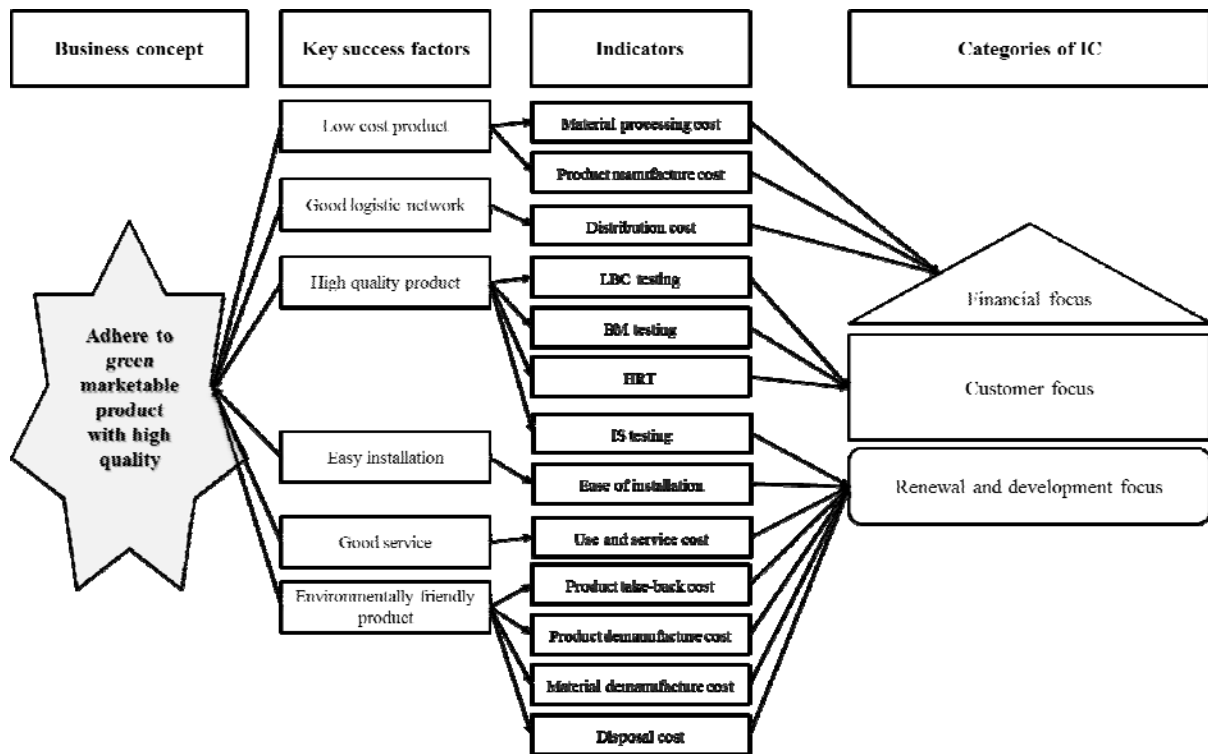 Business concept
Key success factors
Indicators
Categories of IC
Adhere to
green
marketable
product
with high
quality
Low cost product
Good logistic network
High quality product
Easy installation
Good service
Environmentally friendly
product
Material processing cost
Product manufacture cost
Distribution cost
LBC testing
BM testing
HRT
IS testing
Ease of installation
Use and service cost
Product take-back cost
Product demanufacture cost
Material demanufacture cost
Disposal cost
Financial focus
Customer focus
Renewal and development focus